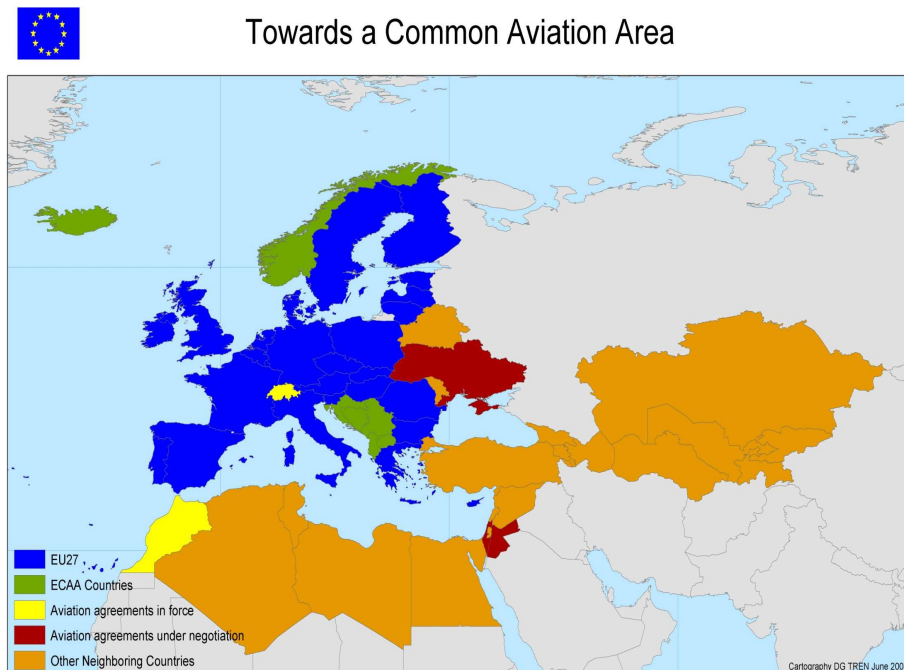 Towards a Common Aviation Area
EU27
ECAA Countries
Aviation agreements in force
Aviation agreements under negotiation
Other Neighboring Countries
Cartography DG TREN June